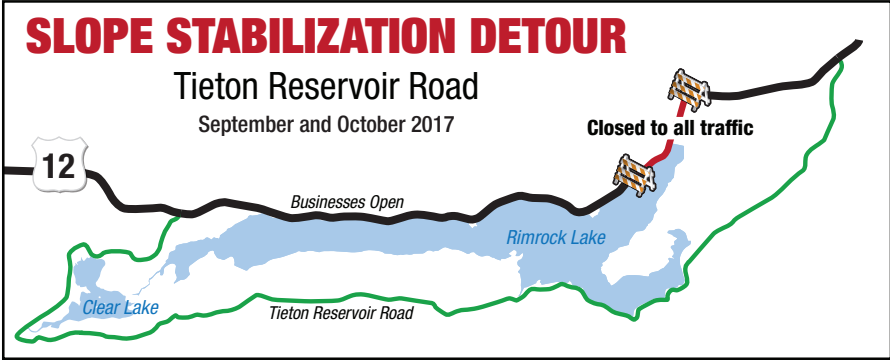 SLOPE STABILIZATION DETOUR
Tieton Reservoir Road
September and October 2017
Closed to all traffic
12
Businesses Open
Rimrock Lake
Clear Lake
Tieton Reservoir Road